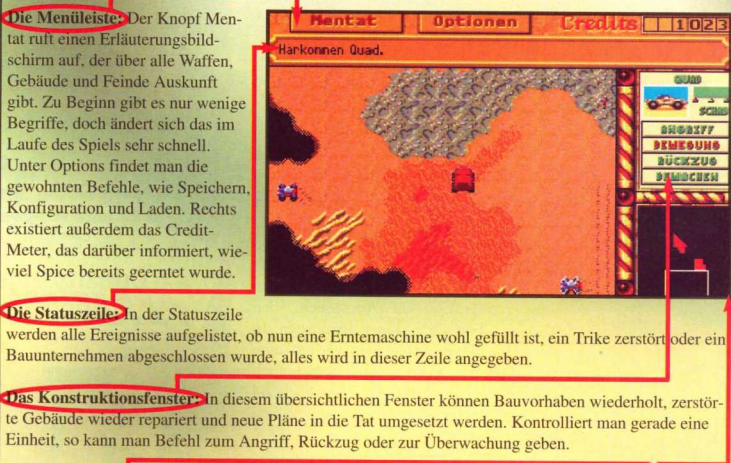 Die Menüleiste: Der Knopf Men-
tat ruft einen Erläuterungsbild-
schirm auf, der über alle Waffen,
Gebäude und Feinde Auskunft
gibt. Zu Beginn gibt es nur wenige
Begriffe, doch ändert sich das im
Laufe des Spiels sehr schnell.
Unter Options findet man die
gewohnten Befehle, wie Speichern,
Konfiguration und Laden. Rechts
existiert außerdem das Credit-
Meter, das darüber informiert, wie-
viel Spice bereits geerntet wurde.
Mentat Optionen Credits 1023
Harkonnen Quad.
QUAD
ANGRIFF
BEWEGUNG
RÜCKZUG
BEWACHEN
Die Statuszeile: In der Statuszeile
werden alle Ereignisse aufgelistet, ob nun eine Erntemaschine wohl gefüllt ist, ein Trike zerstört oder ein
Bauunternehmen abgeschlossen wurde, alles wird in dieser Zeile angegeben.
Das Konstruktionsfenster: In diesem übersichtlichen Fenster können Bauvorhaben wiederholt, zerstör-
te Gebäude wieder repariert und neue Pläne in die Tat umgesetzt werden. Kontrolliert man gerade eine
Einheit, so kann man Befehl zum Angriff, Rückzug oder zur Überwachung geben.